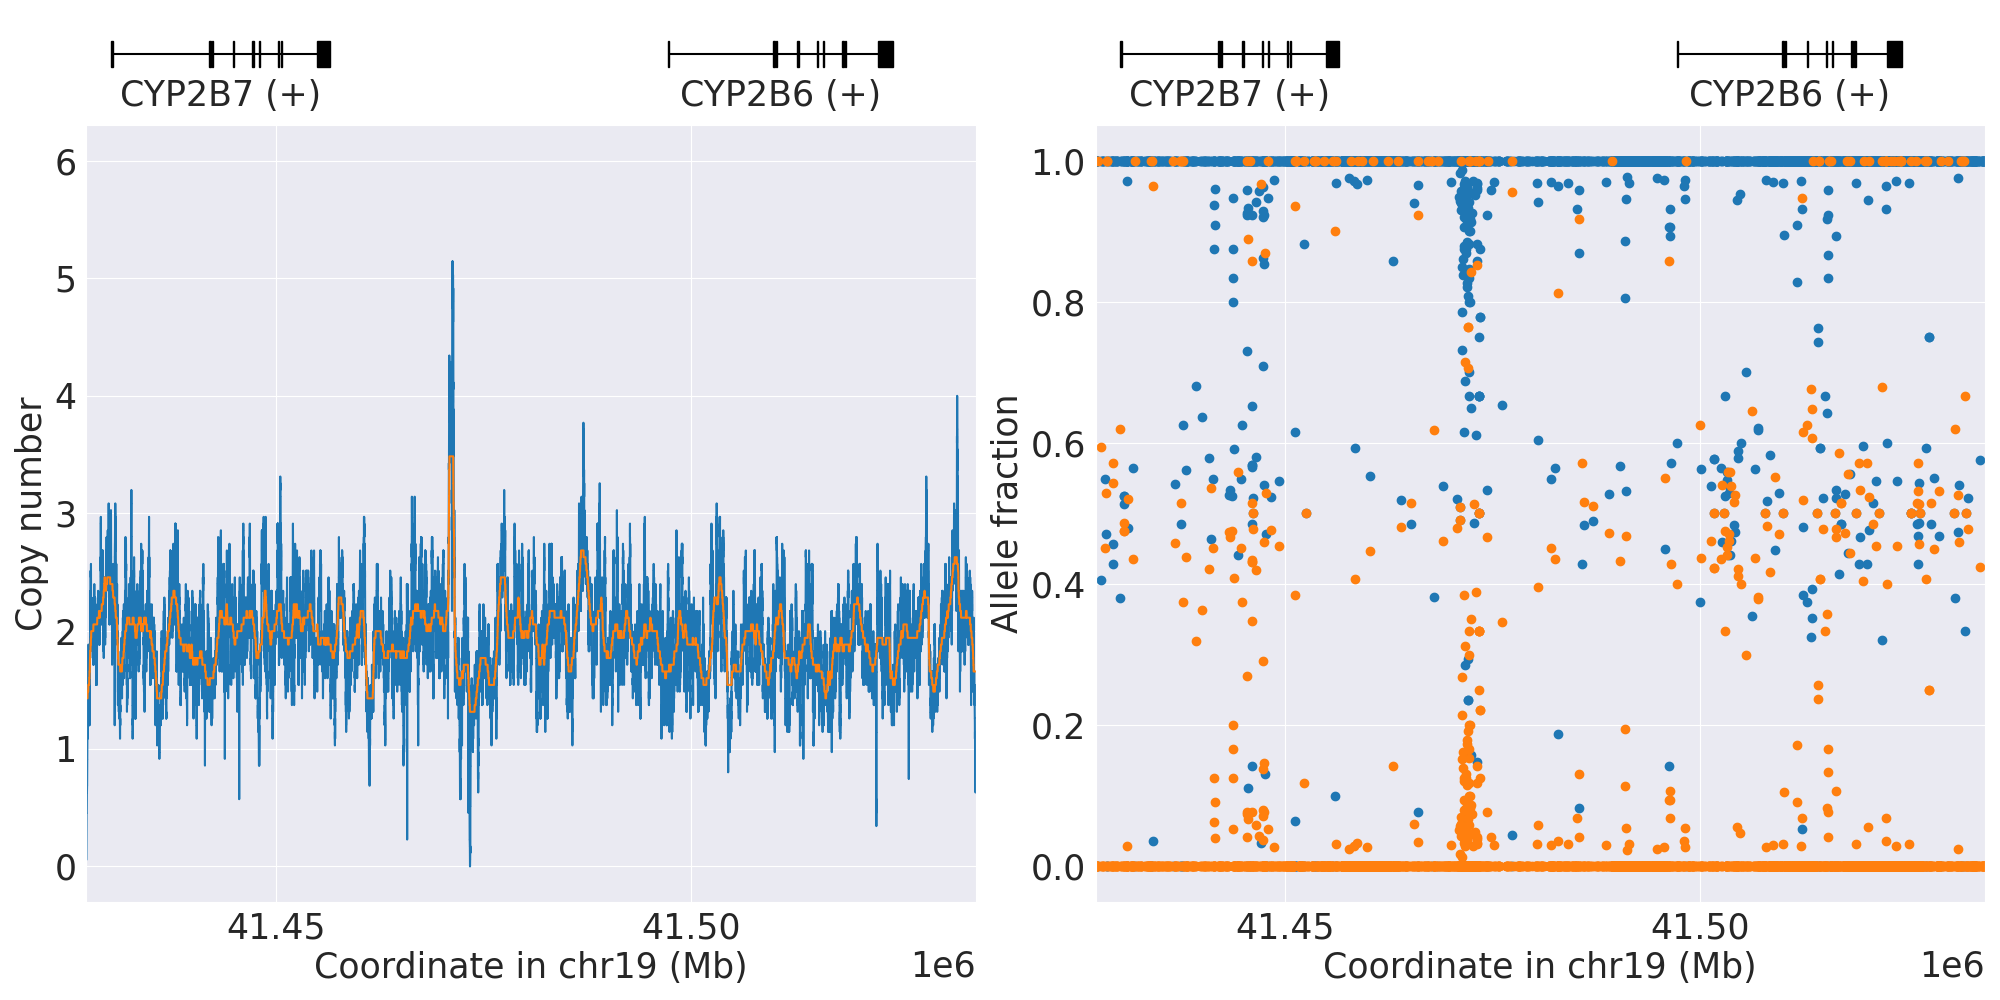 CYP2B7 (+)
CYP2B6 (+)
Copy number
6
5
4
3
2
1
0
41.45
41.50
Coordinate in chr19 (Mb)
1e6
CYP2B7 (+)
CYP2B6 (+)
Allele fraction
1.0
0.8
0.6
0.4
0.2
0.0
41.45
41.50
Coordinate in chr19 (Mb)
1e6